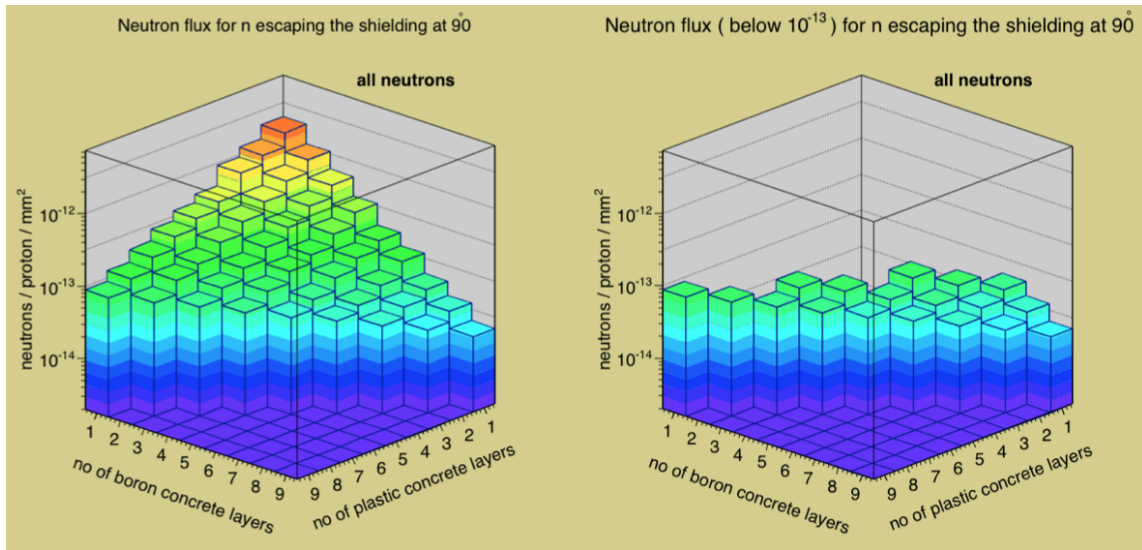 Neutron flux for n escaping the shielding at 90°
all neutrons
neutrons / proton / mm²
10⁻¹²
10⁻¹³
10⁻¹⁴
1 2 3 4 5 6 7 8 9
no of boron concrete layers
9 8 7 6 5 4 3 2 1
no of plastic concrete layers
Neutron flux ( below 10⁻¹³ ) for n escaping the shielding at 90°
all neutrons
neutrons / proton / mm²
10⁻¹²
10⁻¹³
10⁻¹⁴
1 2 3 4 5 6 7 8 9
no of boron concrete layers
9 8 7 6 5 4 3 2 1
no of plastic concrete layers